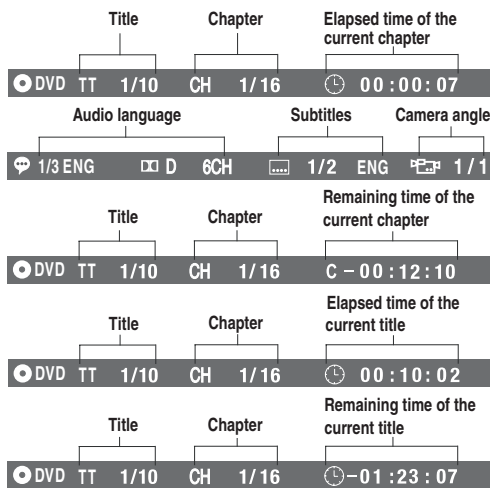 Title Chapter Elapsed time of the
current chapter
DVD TT 1/10 CH 1/16 00:00:07
Audio language Subtitles Camera angle
1/3 ENG D 6CH 1/2 ENG 1/1
Remaining time of the
Title Chapter current chapter
DVD TT 1/10 CH 1/16 C -00:12:10
Elapsed time of the
Title Chapter current title
DVD TT 1/10 CH 1/16 00:10:02
Remaining time of the
Title Chapter current title
DVD TT 1/10 CH 1/16 -01:23:07